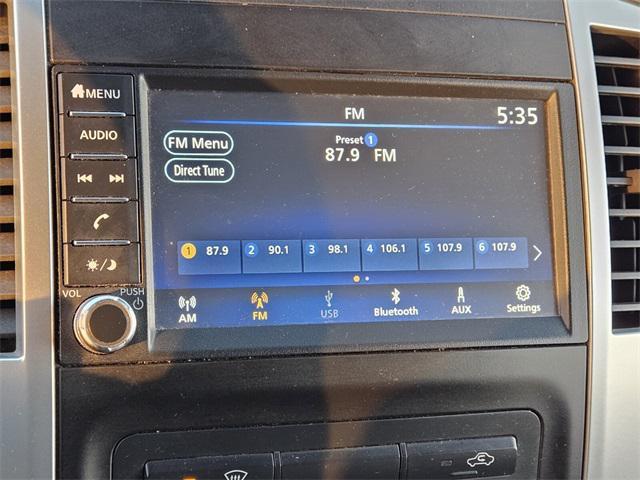 MENU
FM 5:35
AUDIO
FM Menu
Preset 1
87.9 FM
Direct Tune
1 87.9 2 90.1 3 98.1 4 106.1 5 107.9 6 107.9
VOL PUSH
AM FM USB Bluetooth AUX Settings